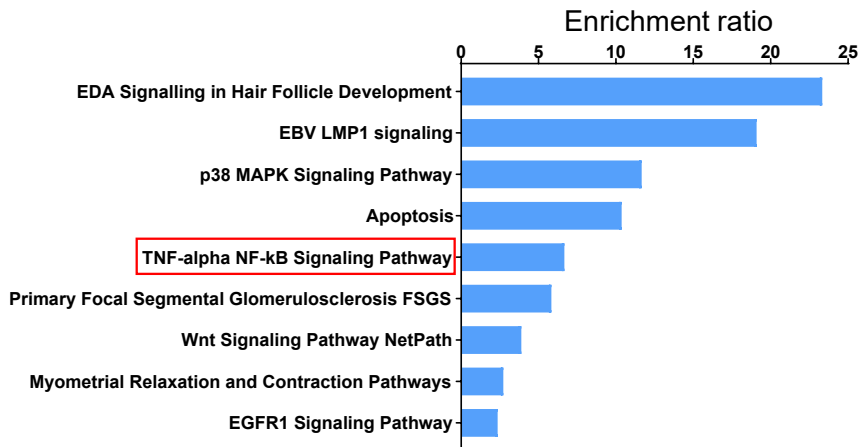 Enrichment ratio
0 5 10 15 20 25
EDA Signalling in Hair Follicle Development
EBV LMP1 signaling
p38 MAPK Signaling Pathway
Apoptosis
TNF-alpha NF-kB Signaling Pathway
Primary Focal Segmental Glomerulosclerosis FSGS
Wnt Signaling Pathway NetPath
Myometrial Relaxation and Contraction Pathways
EGFR1 Signaling Pathway